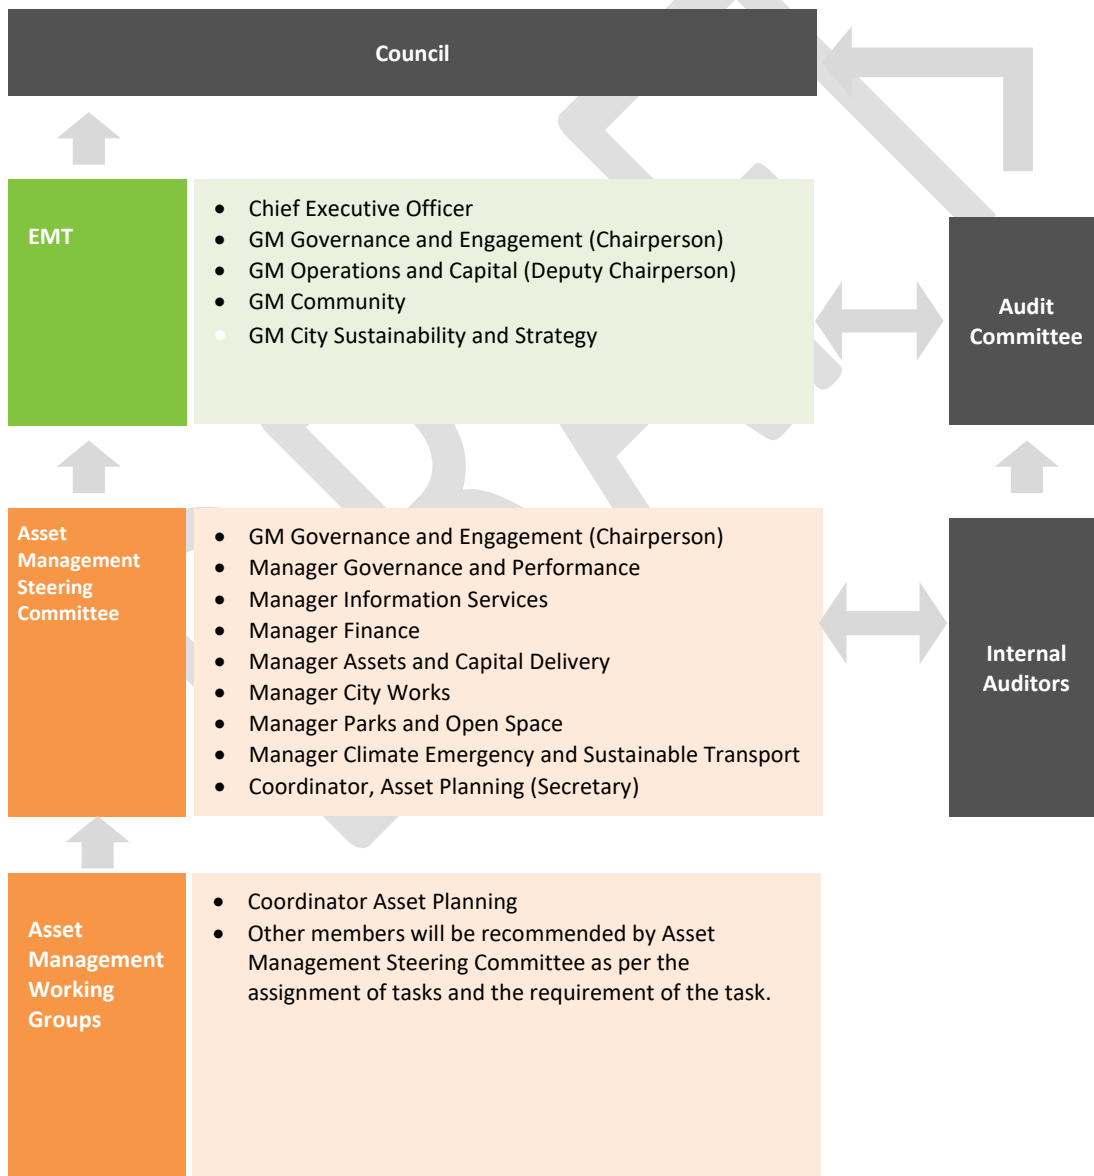 Council
EMT
• Chief Executive Officer
• GM Governance and Engagement (Chairperson)
• GM Operations and Capital (Deputy Chairperson)
• GM Community
• GM City Sustainability and Strategy
Audit
Committee
Asset
Management
Steering
Committee
• GM Governance and Engagement (Chairperson)
• Manager Governance and Performance
• Manager Information Services
• Manager Finance
• Manager Assets and Capital Delivery
• Manager City Works
• Manager Parks and Open Space
• Manager Climate Emergency and Sustainable Transport
• Coordinator, Asset Planning (Secretary)
Internal
Auditors
Asset
Management
Working
Groups
• Coordinator Asset Planning
• Other members will be recommended by Asset
Management Steering Committee as per the
assignment of tasks and the requirement of the task.